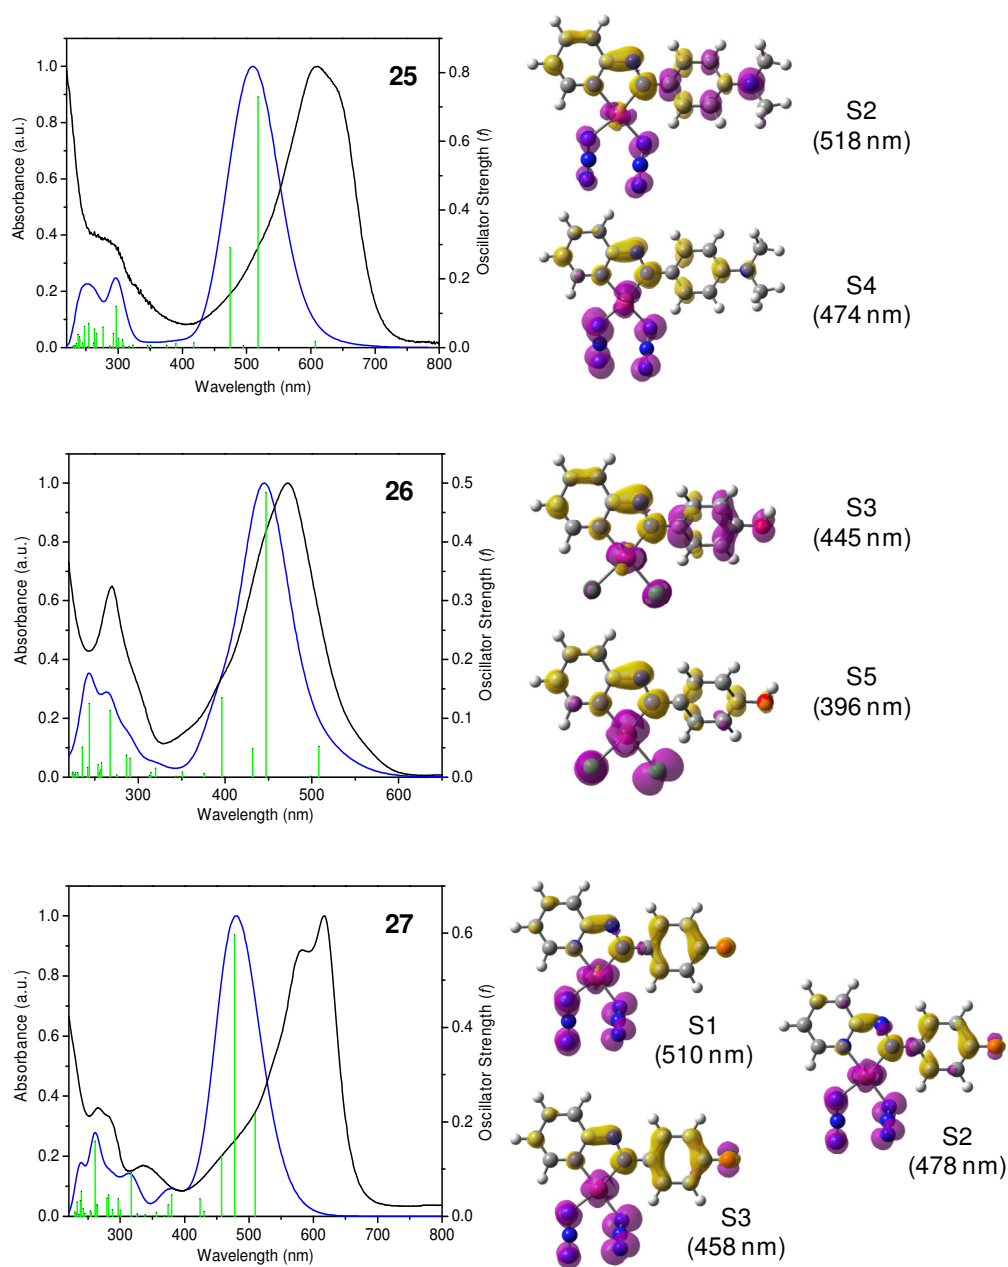 25
Absorbance (a.u.)
1.0
0.8
0.6
0.4
0.2
0.0
0.8
0.6
0.4
0.2
0.0
Oscillator Strength (f)
300 400 500 600 700 800
Wavelength (nm)
S2
(518 nm)
S4
(474 nm)
26
Absorbance (a.u.)
1.0
0.8
0.6
0.4
0.2
0.0
0.5
0.4
0.3
0.2
0.1
0.0
Oscillator Strength (f)
300 400 500 600
Wavelength (nm)
S3
(445 nm)
S5
(396 nm)
27
Absorbance (a.u.)
1.0
0.8
0.6
0.4
0.2
0.0
0.6
0.4
0.2
0.0
Oscillator Strength (f)
300 400 500 600 700 800
Wavelength (nm)
S1
(510 nm)
S2
(478 nm)
S3
(458 nm)